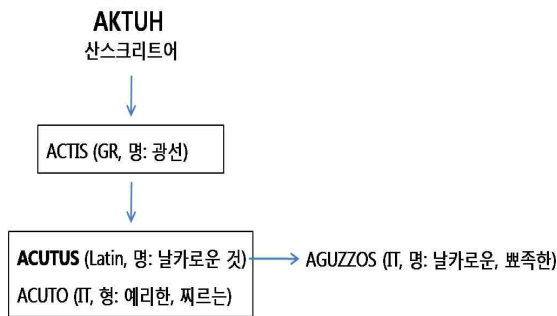 AKTUH
산스크리트어
ACTIS (GR, 명: 광선)
ACUTUS (Latin, 명: 날카로운 것)
AGUZZOS (IT, 명: 날카로운, 뾰족한)
ACUTO (IT, 형: 예리한, 찌르는)